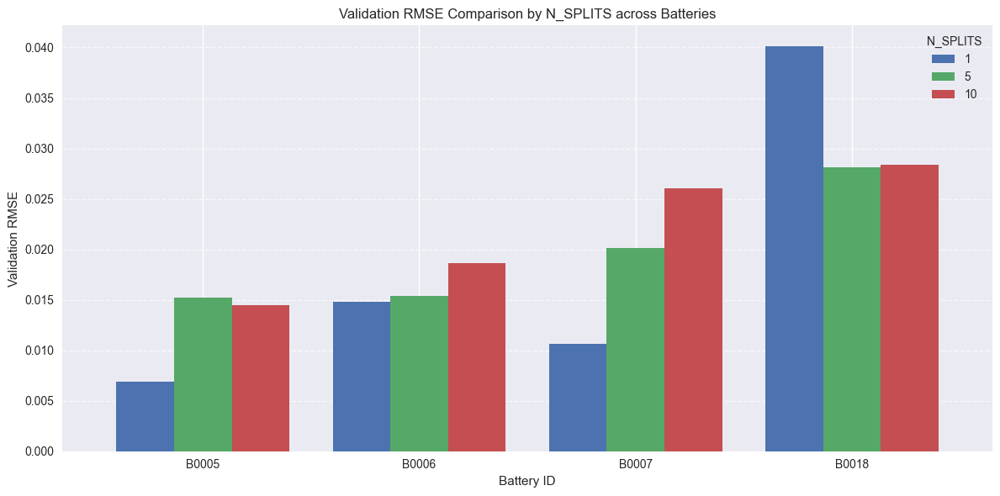 Validation RMSE Comparison by N_SPLITS across Batteries
N_SPLITS
1
5
10
Validation RMSE
0.040
0.035
0.030
0.025
0.020
0.015
0.010
0.005
0.000
B0005
B0006
B0007
B0018
Battery ID